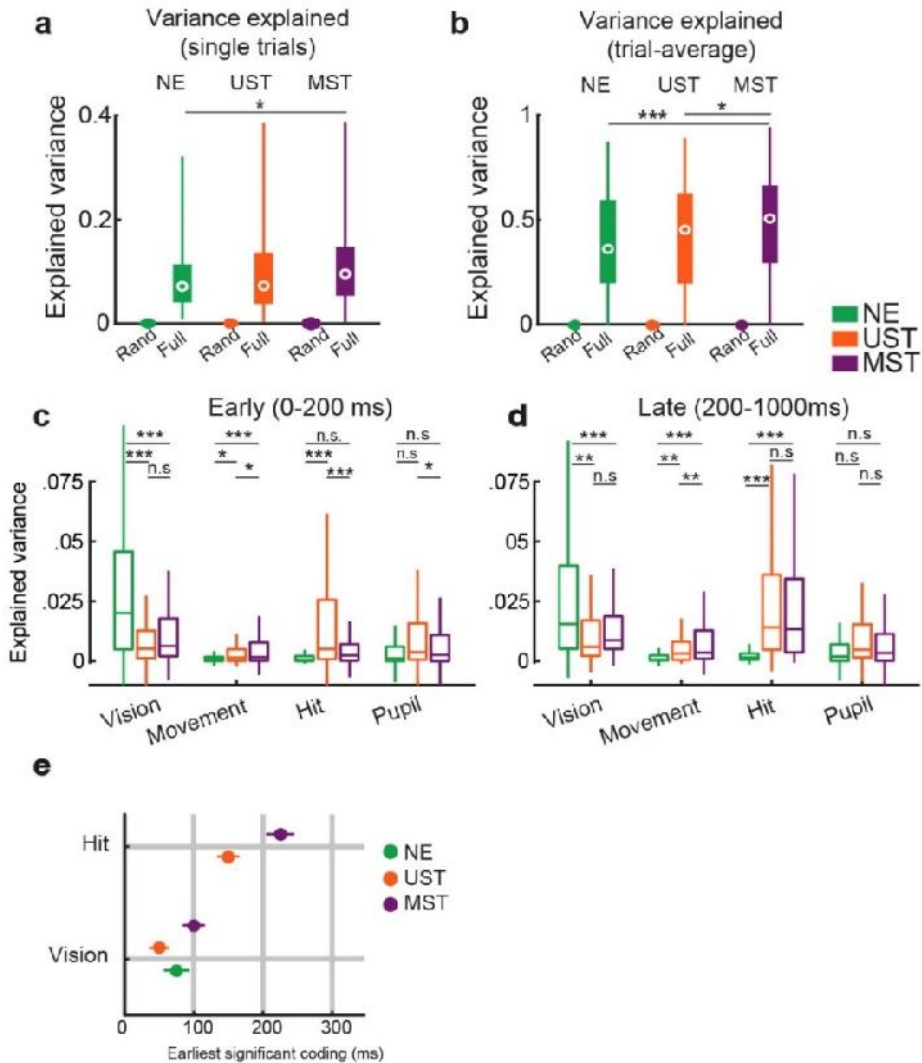 a
Variance explained
(single trials)
NE UST MST
*
0.4
0.2
0
Explained variance
Rand Full Rand Full Rand Full
b
Variance explained
(trial-average)
NE UST MST
*** *
1
0.5
0
Explained variance
Rand Full Rand Full Rand Full
NE
UST
MST
c
Early (0-200 ms)
*** *** n.s. n.s
*** * *** n.s
n.s * *** *
.075
.05
.025
0
Explained variance
Vision Movement Hit Pupil
d
Late (200-1000ms)
*** *** *** n.s
** ** n.s n.s
n.s ** *** n.s
.075
.05
.025
0
Vision Movement Hit Pupil
e
Hit
Vision
NE
UST
MST
0 100 200 300
Earliest significant coding (ms)